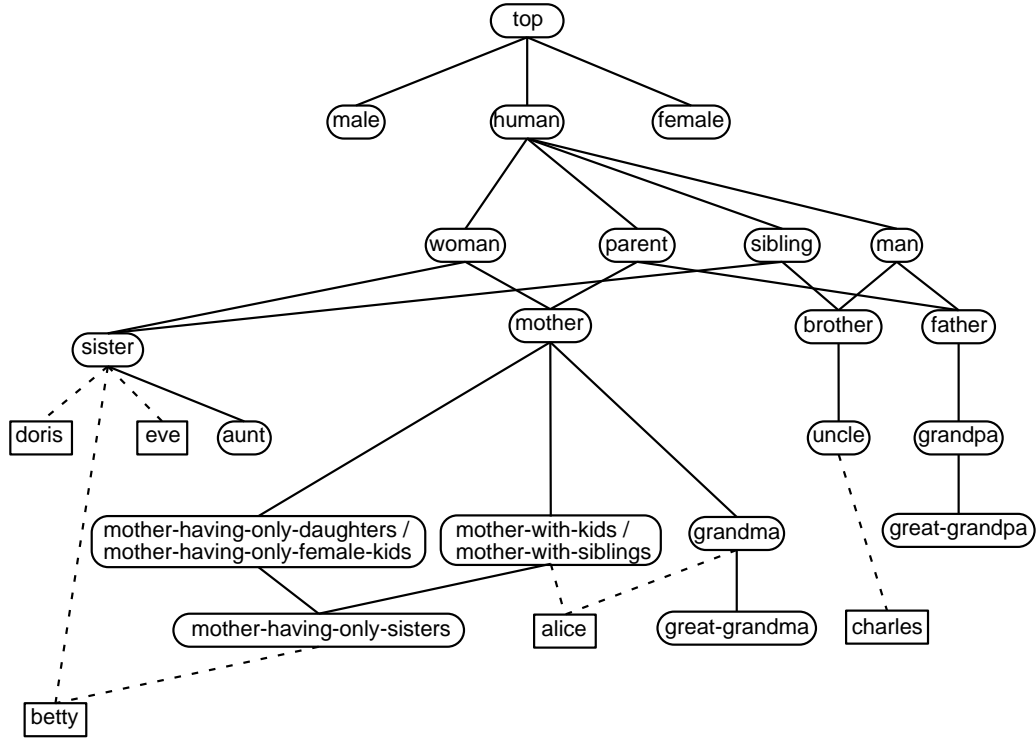 top
male
human
female
woman
parent
sibling
man
mother
brother
father
sister
doris
eve
aunt
uncle
grandpa
mother-having-only-daughters /
mother-having-only-female-kids
mother-with-kids /
mother-with-siblings
grandma
great-grandpa
mother-having-only-sisters
alice
great-grandma
charles
betty